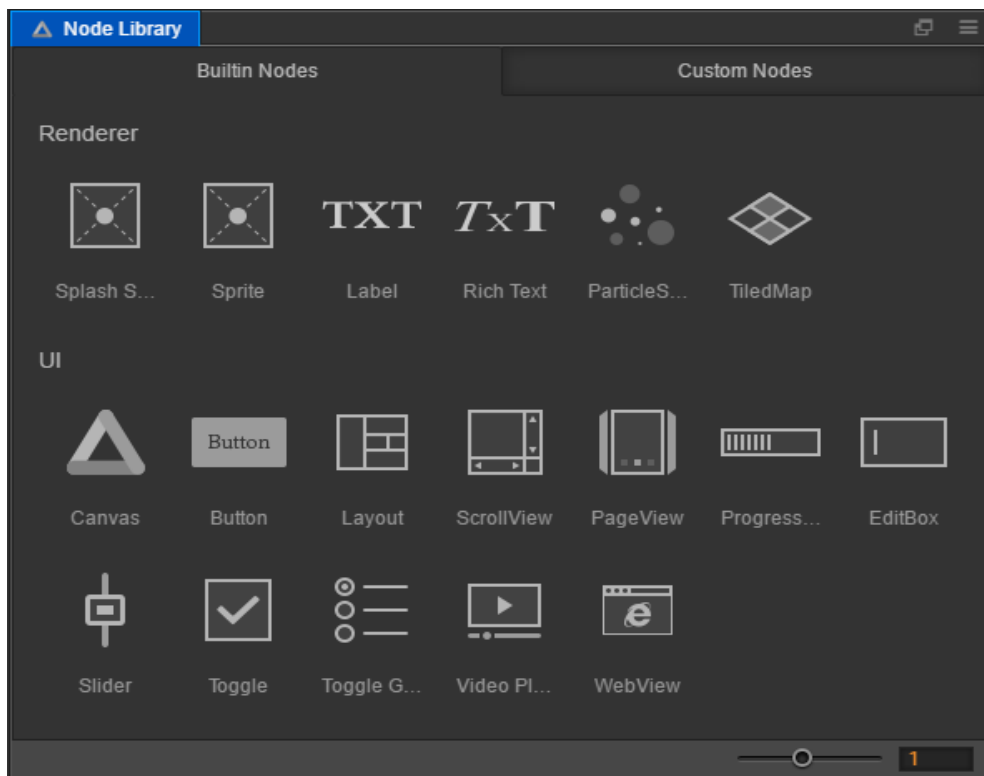 Node Library
Builtin Nodes Custom Nodes
Renderer
TXT TxT
Splash S... Sprite Label Rich Text ParticleS... TiledMap
UI
Button
Canvas Button Layout ScrollView PageView Progress... EditBox
Slider Toggle Toggle G... Video Pl... WebView
1